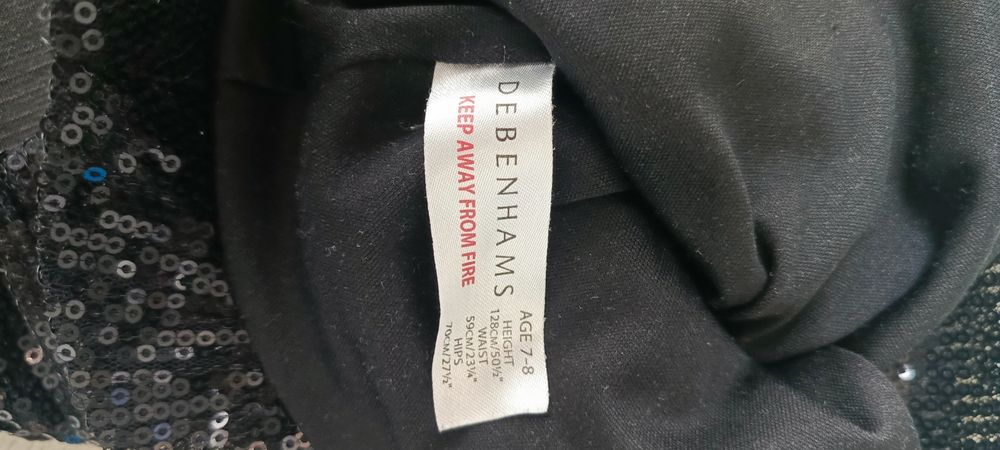 DEBENHAMS
KEEP AWAY FROM FIRE
AGE 7-8
HEIGHT
128CM/50½"
WAIST
59CM/23¼"
HIPS
70CM/27½"